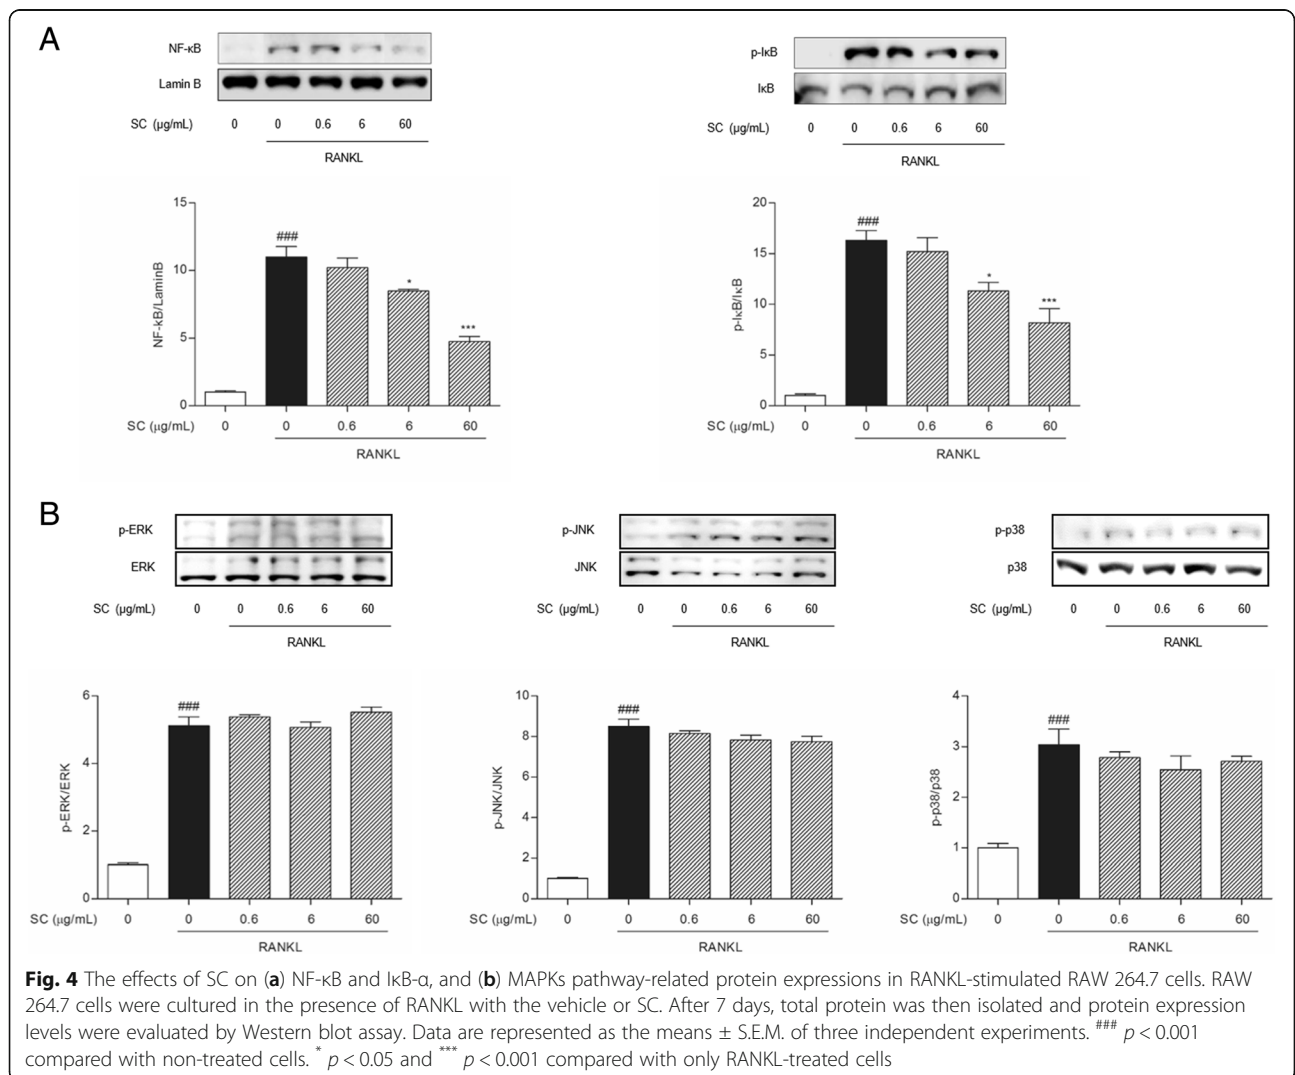 A
NF-κB
Lamin B
SC (μg/mL) 0 0 0.6 6 60
RANKL
p-IκB
IκB
SC (μg/mL) 0 0 0.6 6 60
RANKL
15
10
5
0
NF-kB/LaminB
###
*
***
SC (μg/mL) 0 0 0.6 6 60
RANKL
20
15
10
5
0
p-IκB/IκB
###
*
***
SC (μg/mL) 0 0 0.6 6 60
RANKL
B
p-ERK
ERK
SC (μg/mL) 0 0 0.6 6 60
RANKL
p-JNK
JNK
SC (μg/mL) 0 0 0.6 6 60
RANKL
p-p38
p38
SC (μg/mL) 0 0 0.6 6 60
RANKL
6
4
2
0
p-ERK/ERK
###
SC (μg/mL) 0 0 0.6 6 60
RANKL
10
8
6
4
2
0
p-JNK/JNK
###
SC (μg/mL) 0 0 0.6 6 60
RANKL
4
3
2
1
0
p-p38/p38
###
SC (μg/mL) 0 0 0.6 6 60
RANKL
Fig. 4 The effects of SC on (a) NF-κB and IκB-α, and (b) MAPKs pathway-related protein expressions in RANKL-stimulated RAW 264.7 cells. RAW
264.7 cells were cultured in the presence of RANKL with the vehicle or SC. After 7 days, total protein was then isolated and protein expression
levels were evaluated by Western blot assay. Data are represented as the means ± S.E.M. of three independent experiments. ### p < 0.001
compared with non-treated cells. * p < 0.05 and *** p < 0.001 compared with only RANKL-treated cells